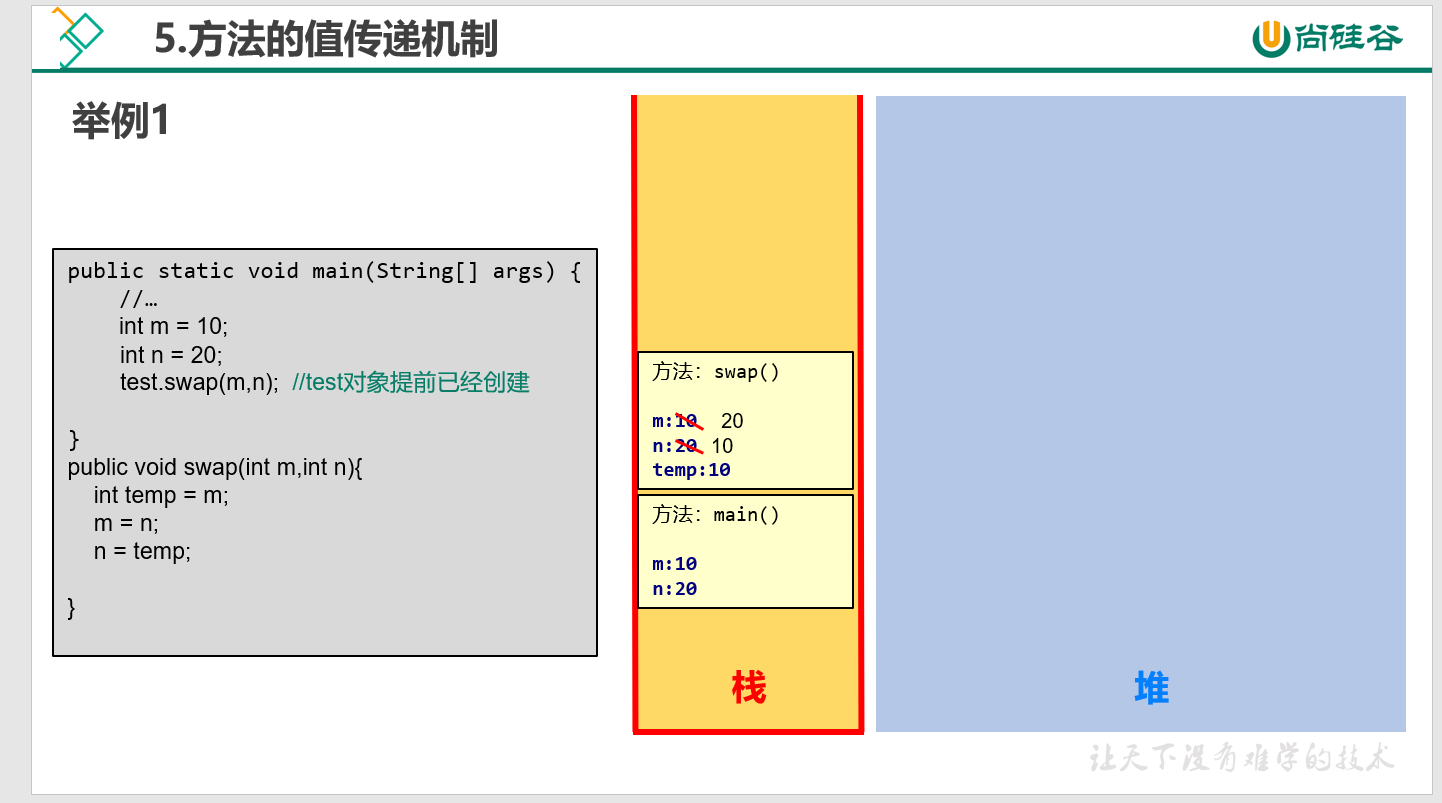 5.方法的值传递机制
尚硅谷
举例1
public static void main(String[] args) {
//…
int m = 10;
int n = 20;
test.swap(m,n); //test对象提前已经创建
}
public void swap(int m,int n){
int temp = m;
m = n;
n = temp;
}
方法：swap()
m:10 20
n:20 10
temp:10
方法：main()
m:10
n:20
栈
堆
让天下没有难学的技术